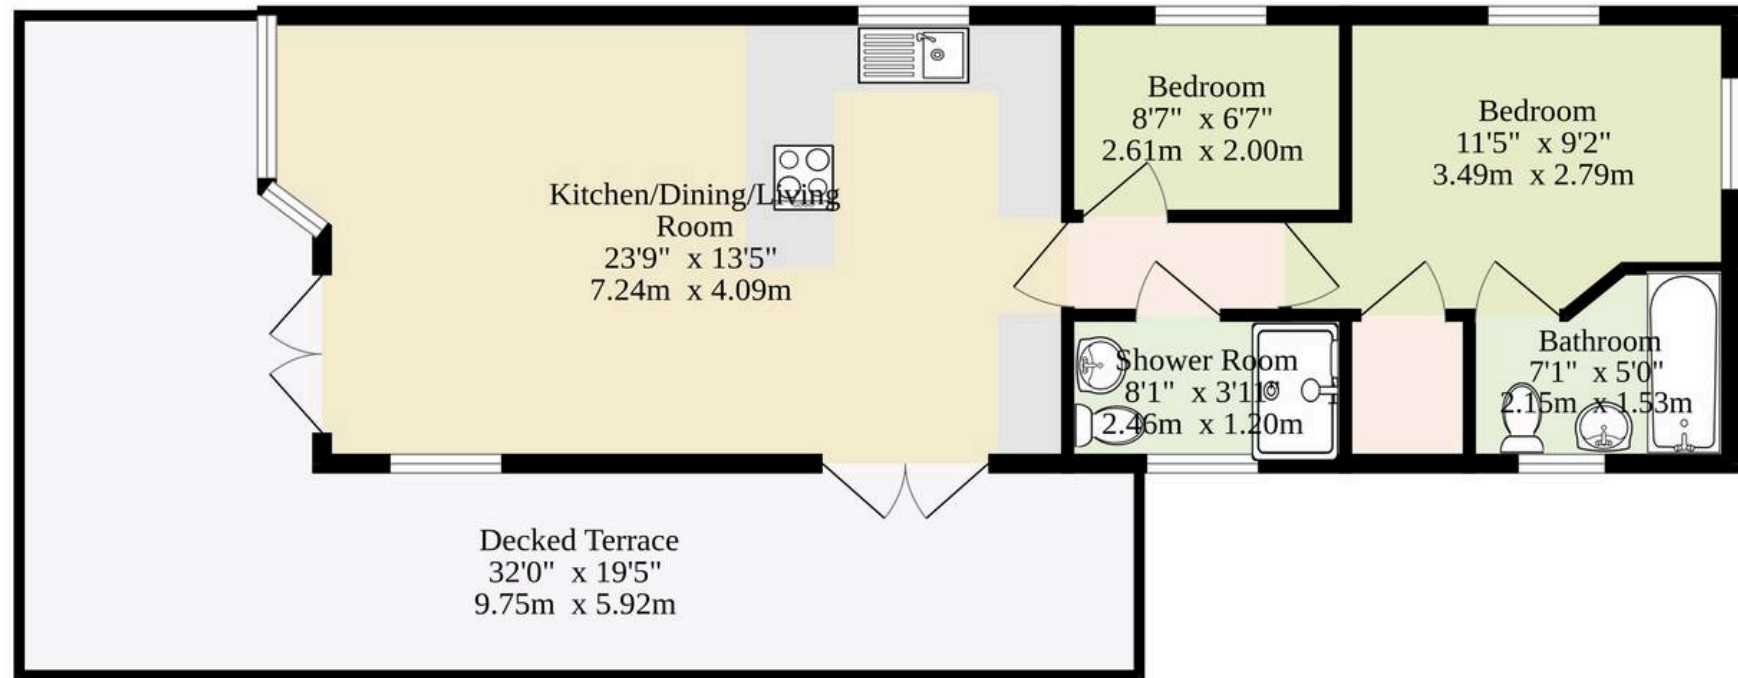 Bedroom
8'7" x 6'7"
2.61m x 2.00m
Bedroom
11'5" x 9'2"
3.49m x 2.79m
Kitchen/Dining/Living
Room
23'9" x 13'5"
7.24m x 4.09m
Shower Room
8'1" x 3'11"
2.46m x 1.20m
Bathroom
7'1" x 5'0"
2.15m x 1.53m
Decked Terrace
32'0" x 19'5"
9.75m x 5.92m